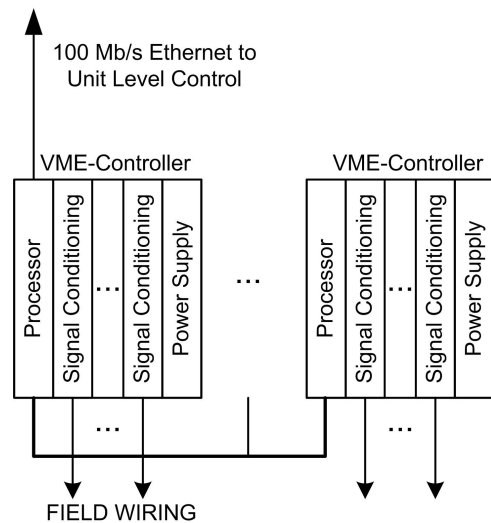 100 Mb/s Ethernet to
Unit Level Control
VME-Controller
VME-Controller
Processor
Signal Conditioning
...
Signal Conditioning
Power Supply
...
Processor
Signal Conditioning
...
Signal Conditioning
Power Supply
...
...
FIELD WIRING